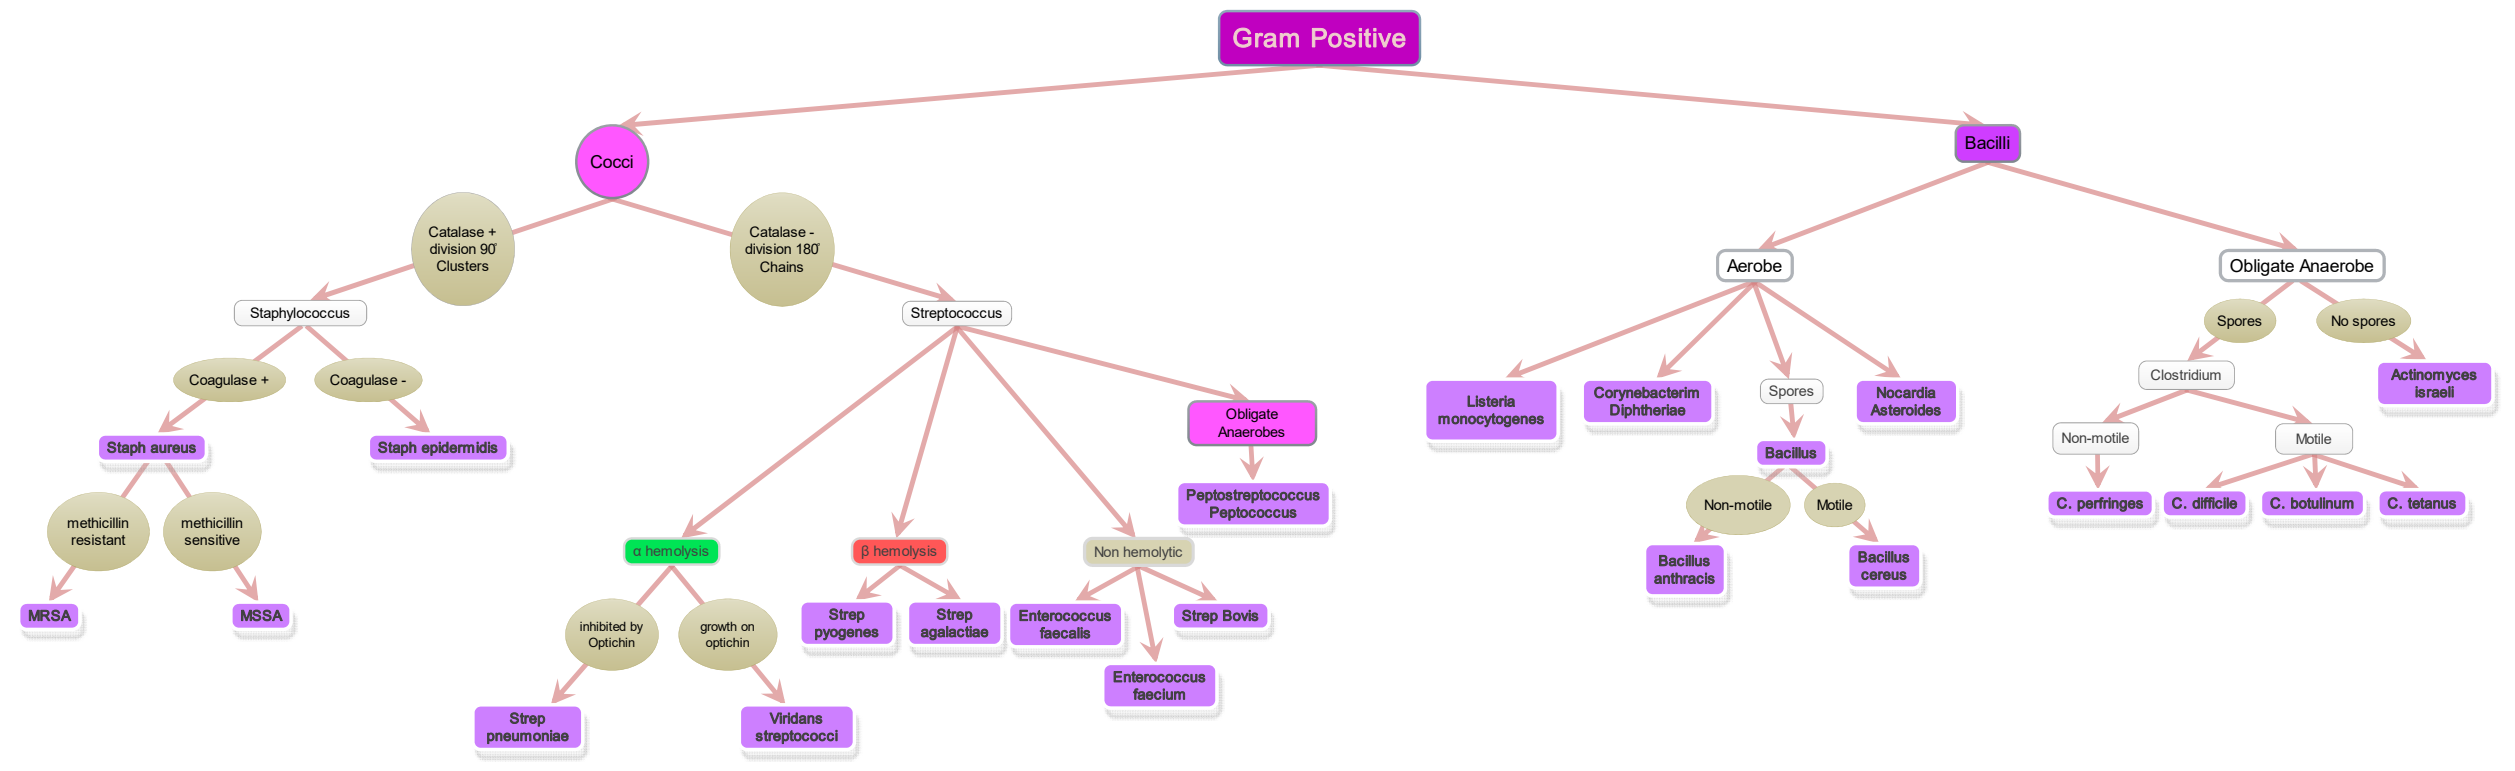 Gram Positive
Cocci
Bacilli
Catalase +
division 90°
Clusters
Catalase -
division 180°
Chains
Aerobe
Obligate Anaerobe
Staphylococcus
Streptococcus
Spores
No spores
Coagulase +
Coagulase -
Listeria
monocytogenes
Corynebacterim
Diphtheriae
Spores
Nocardia
Asteroides
Clostridium
Actinomyces
israeli
Obligate
Anaerobes
Staph aureus
Staph epidermidis
Bacillus
Non-motile
Motile
methicillin
resistant
methicillin
sensitive
Peptostreptococcus
Peptococcus
Non-motile
Motile
C. perfringes
C. difficile
C. botulinum
C. tetanus
α hemolysis
β hemolysis
Non hemolytic
Bacillus
anthracis
Bacillus
cereus
MRSA
MSSA
inhibited by
Optichin
growth on
optichin
Strep
pyogenes
Strep
agalactiae
Enterococcus
faecalis
Strep Bovis
Enterococcus
faecium
Strep
pneumoniae
Viridans
streptococci